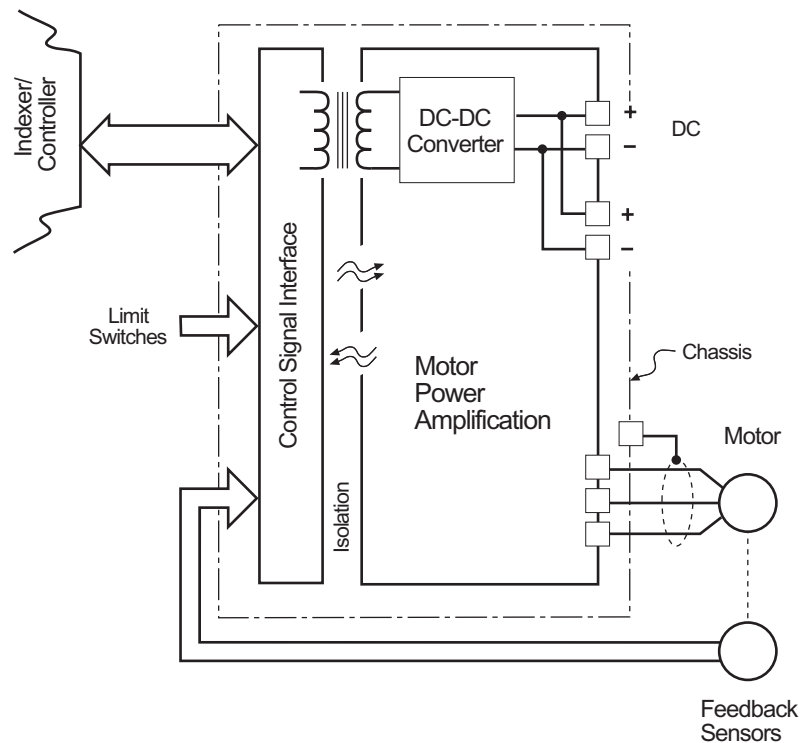 Indexer/
Controller
DC-DC
Converter
+
−
DC
+
−
Limit
Switches
Control Signal Interface
Isolation
Motor
Power
Amplification
Chassis
Motor
Feedback
Sensors